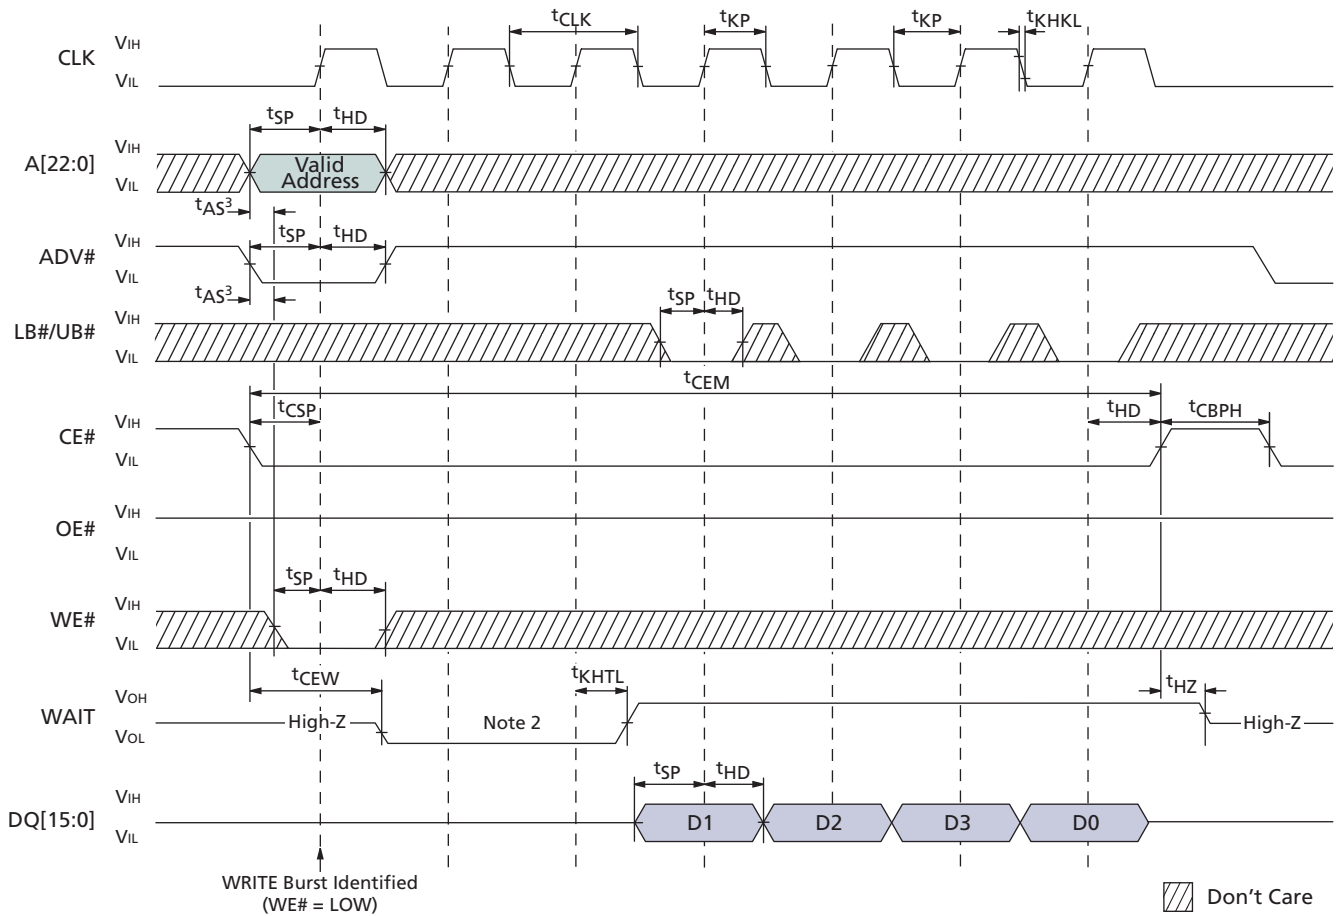 tCLK tKP tKP tKHKL
CLK VIH
VIL
tSP tHD
A[22:0] VIH
VIL
Valid
Address
tAS3
tSP tHD
ADV# VIH
VIL
tAS3
tSP tHD
LB#/UB# VIH
VIL
tCEM
tCSP tHD tCBPH
CE# VIH
VIL
OE# VIH
VIL
tSP tHD
WE# VIH
VIL
tCEW tKHTL tHZ
WAIT VOH
VOL
High-Z Note 2 High-Z
tSP tHD
DQ[15:0] VIH
VIL
D1 D2 D3 D0
WRITE Burst Identified
(WE# = LOW)
Don't Care